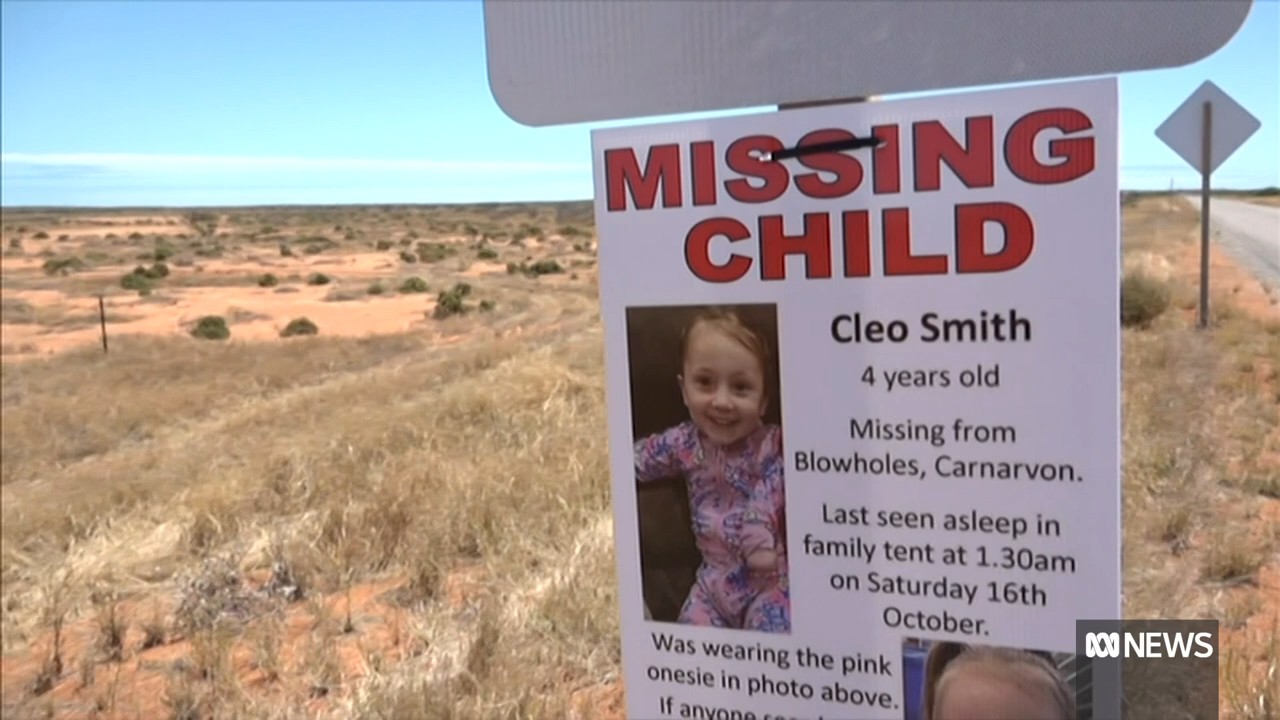 MISSING
CHILD
Cleo Smith
4 years old
Missing from
Blowholes, Carnarvon.
Last seen asleep in
family tent at 1.30am
on Saturday 16th
October.
Was wearing the pink
onesie in photo above.
If anyone
NEWS